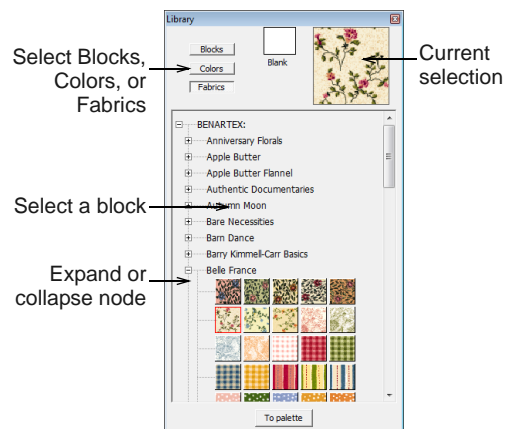 Library
Blocks
Colors
Fabrics
Blank
Select Blocks,
Colors, or
Fabrics
Current
selection
BENARTEX:
Anniversary Florals
Apple Butter
Apple Butter Flannel
Authentic Documentaries
Select a block
Autumn Moon
Bare Necessities
Barn Dance
Barry Kimmell-Carr Basics
Expand or
collapse node
Belle France
To palette